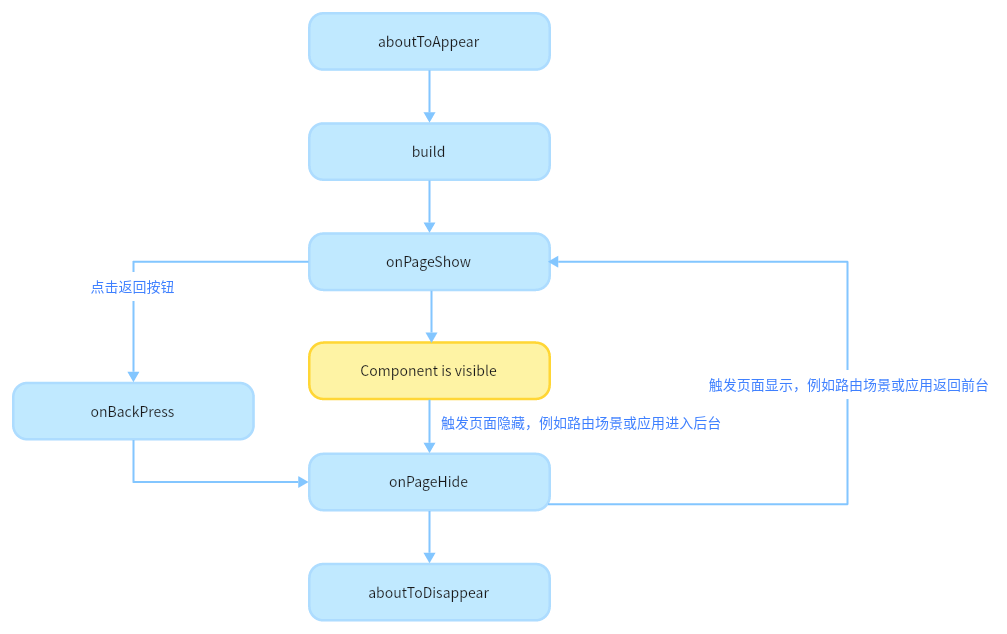 aboutToAppear
build
onPageShow
点击返回按钮
Component is visible
触发页面显示，例如路由场景或应用返回前台
onBackPress
触发页面隐藏，例如路由场景或应用进入后台
onPageHide
aboutToDisappear